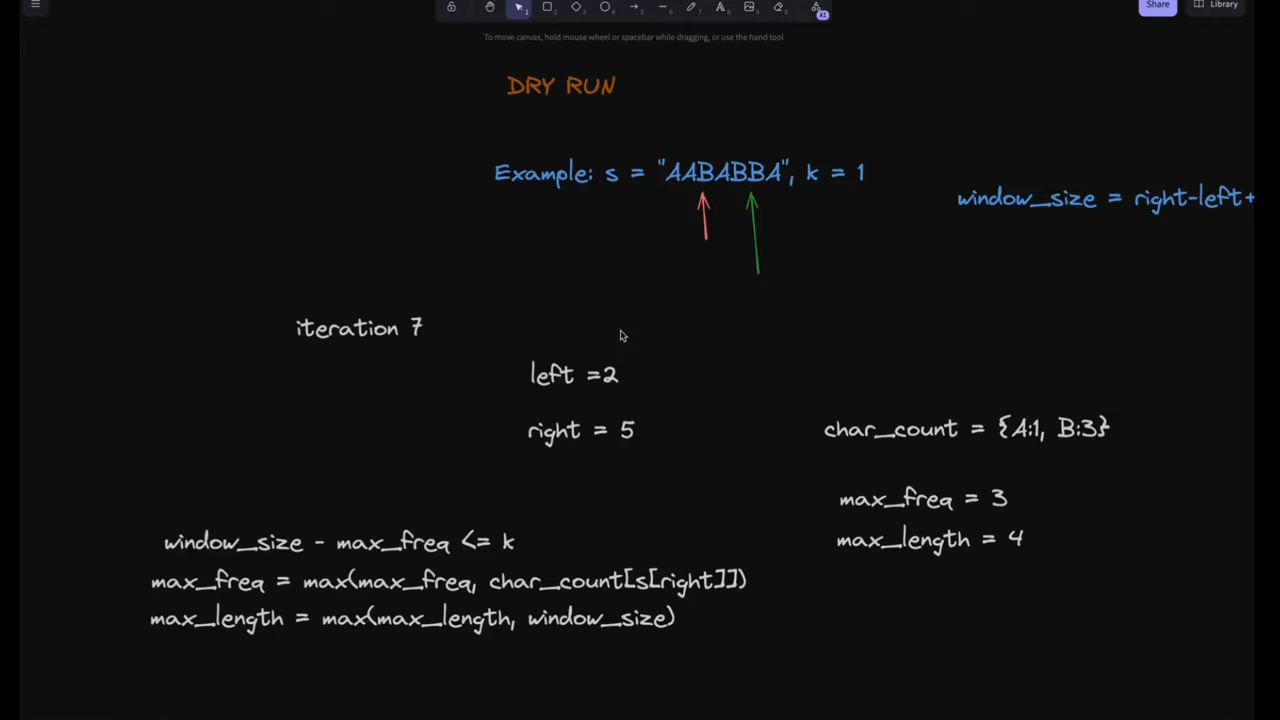 Share
Library
To move canvas, hold mouse wheel or spacebar while dragging, or use the hand tool
DRY RUN
Example: s = "AABABBA", k = 1
window_size = right-left+
iteration 7
left =2
right = 5
char_count = {A:1, B:3}
max_freq = 3
max_length = 4
window_size - max_freq <= k
max_freq = max(max_freq, char_count[s[right]])
max_length = max(max_length, window_size)